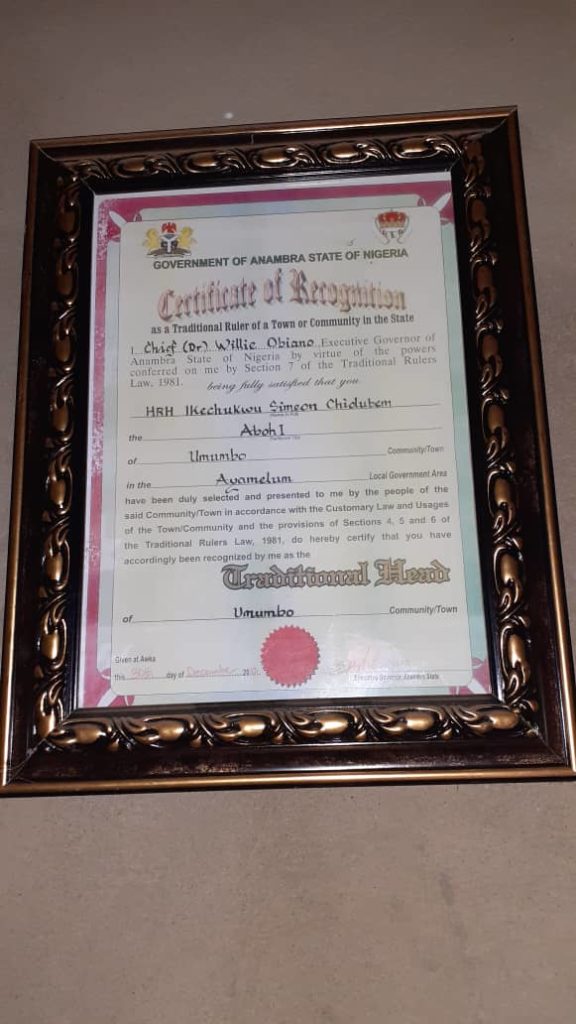 GOVERNMENT OF ANAMBRA STATE OF NIGERIA
Certificate of Recognition
as a Traditional Ruler of a Town or Community in the State
I Chief (Dr) Willie Obiano Executive Governor of
Anambra State of Nigeria by virtue of the powers
conferred on me by Section 7 of the Traditional Rulers
Law, 1981. being fully satisfied that you
HRH Ikechukwu Simeon Chidubem
the Aboh I
of Umumbo Community/Town
in the Ayamelum Local Government Area
have been duly selected and presented to me by the people of the
said Community/Town in accordance with the Customary Law and Usages
of the Town/Community and the provisions of Sections 4, 5 and 6 of
the Traditional Rulers Law, 1981, do hereby certify that you have
accordingly been recognized by me as the
Traditional Head
of Umumbo Community/Town
Given at Awka
this day of December 20
Executive Governor, Anambra State